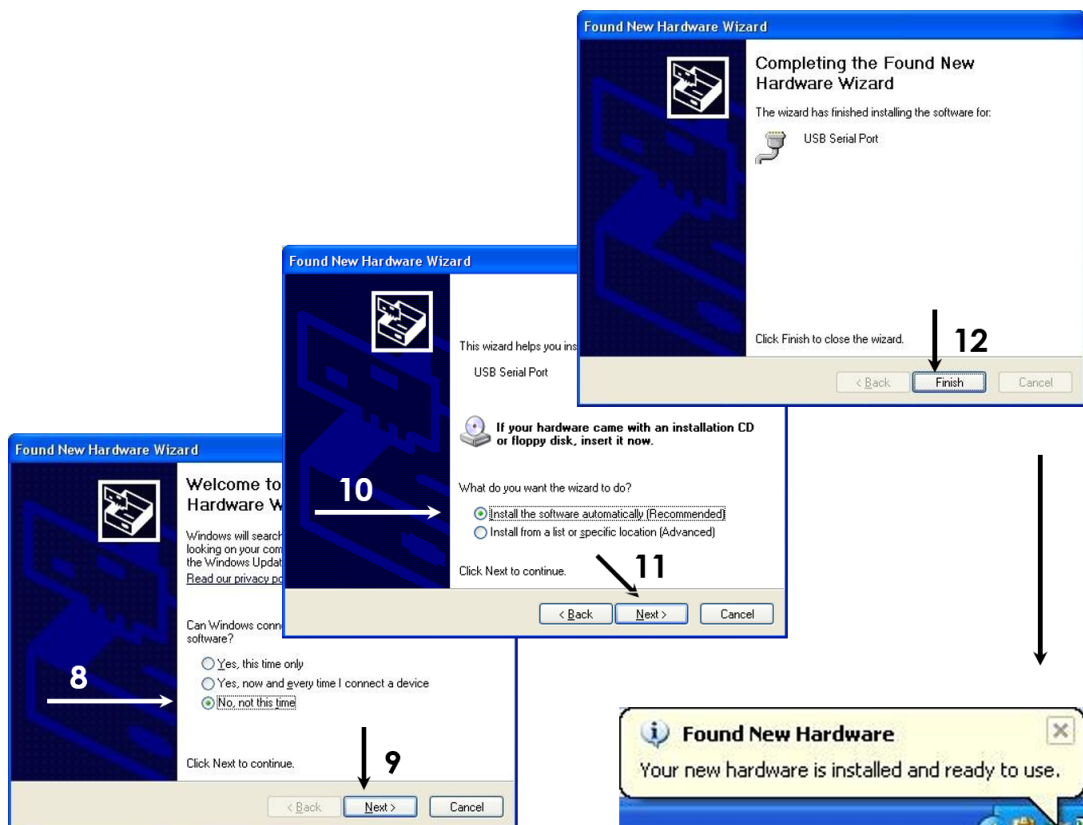 Found New Hardware Wizard
Welcome to
Hardware W
Windows will search
looking on your com
the Windows Updat
Read our privacy po
Can Windows conn
software?
Yes, this time only
Yes, now and every time I connect a device
No, not this time
8
Click Next to continue.
9
< Back
Next >
Cancel
Found New Hardware Wizard
This wizard helps you ins
USB Serial Port
If your hardware came with an installation CD
or floppy disk, insert it now.
What do you want the wizard to do?
10
Install the software automatically (Recommended)
Install from a list or specific location (Advanced)
Click Next to continue.
11
< Back
Next >
Cancel
Found New Hardware Wizard
Completing the Found New
Hardware Wizard
The wizard has finished installing the software for:
USB Serial Port
Click Finish to close the wizard.
12
< Back
Finish
Cancel
Found New Hardware
Your new hardware is installed and ready to use.